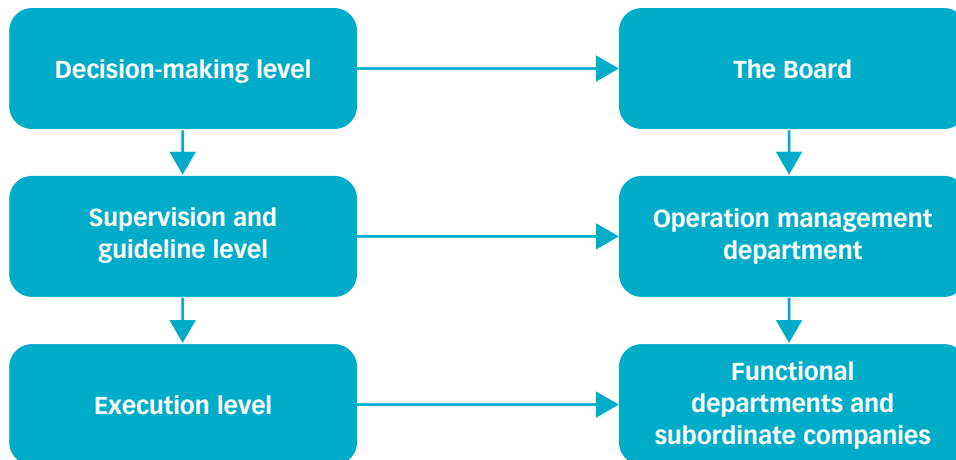 Decision-making level
The Board
Supervision and
guideline level
Operation management
department
Execution level
Functional
departments and
subordinate companies